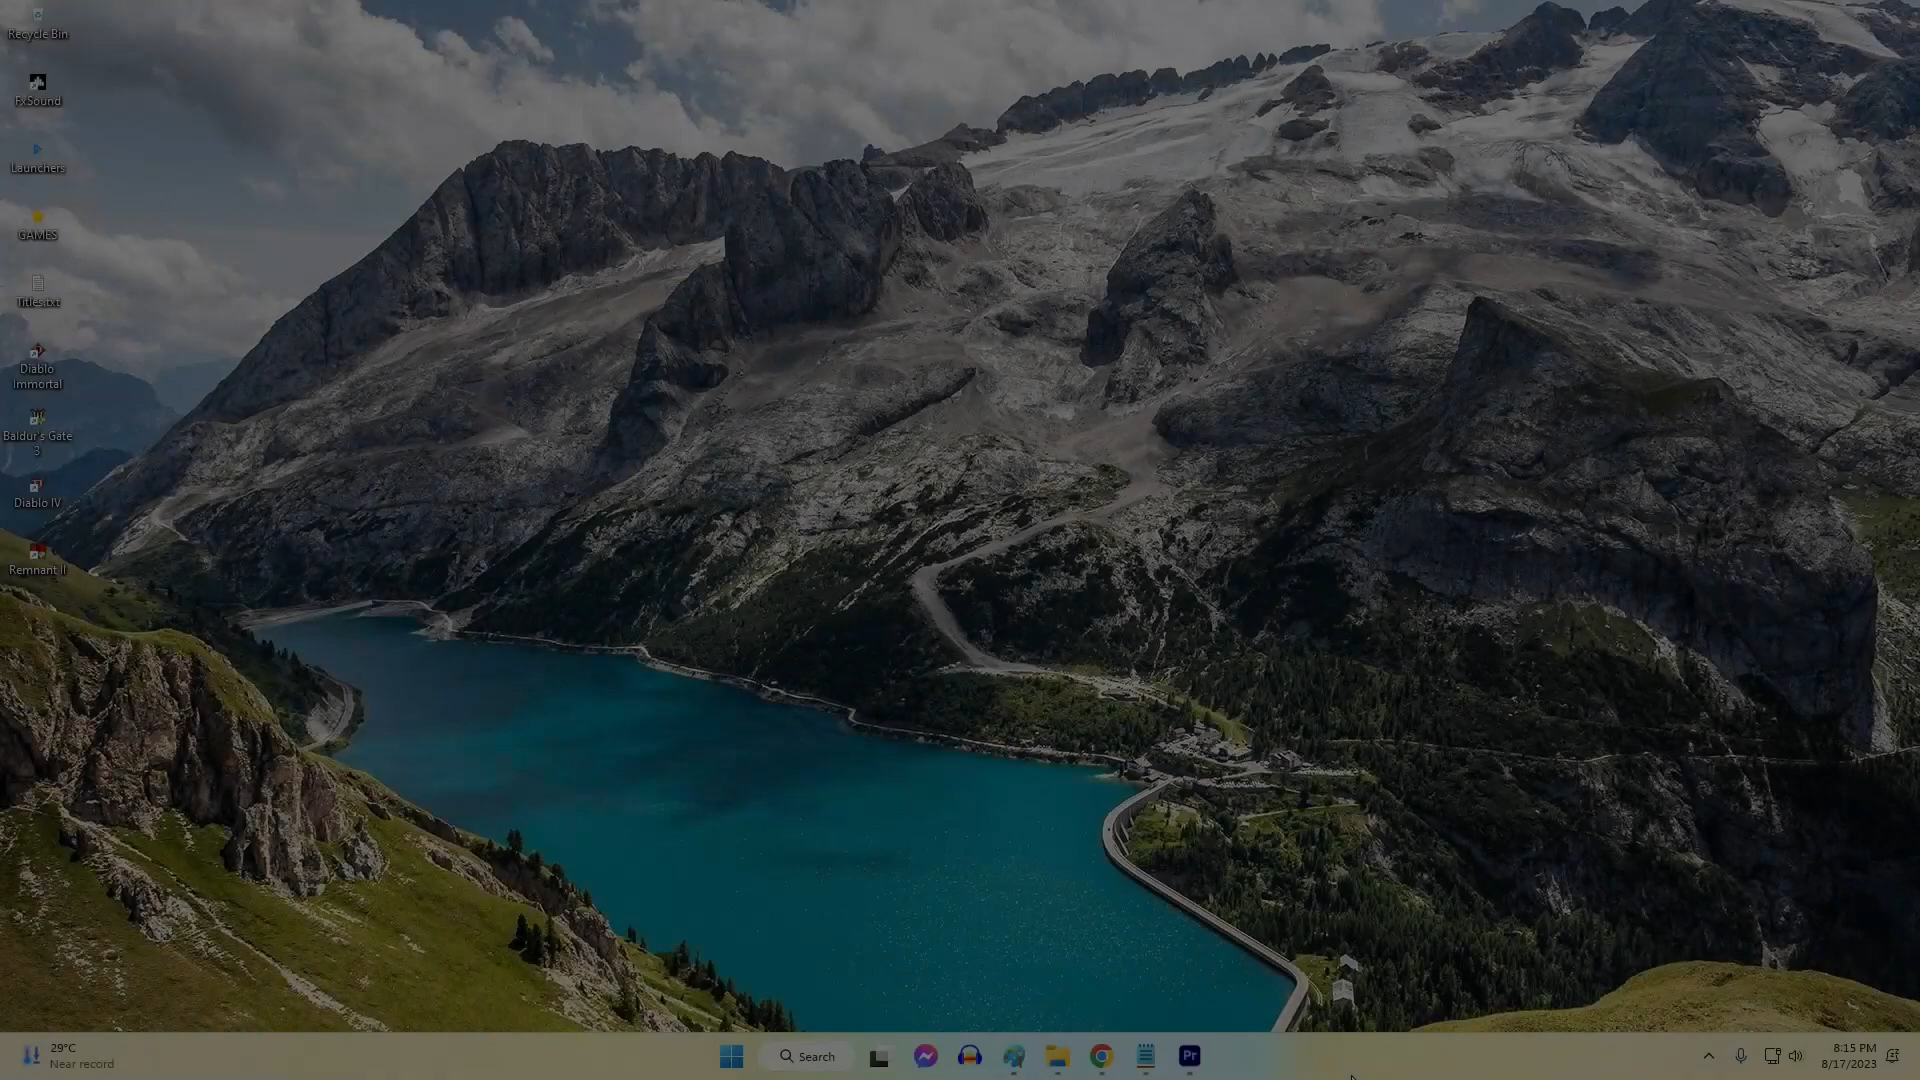 Recycle Bin
FxSound
Launchers
GAMES
Titles.txt
Diablo
Immortal
Baldur's Gate
3
Diablo IV
Remnant II
29°C
Near record
Search
Pr
8:15 PM
8/17/2023